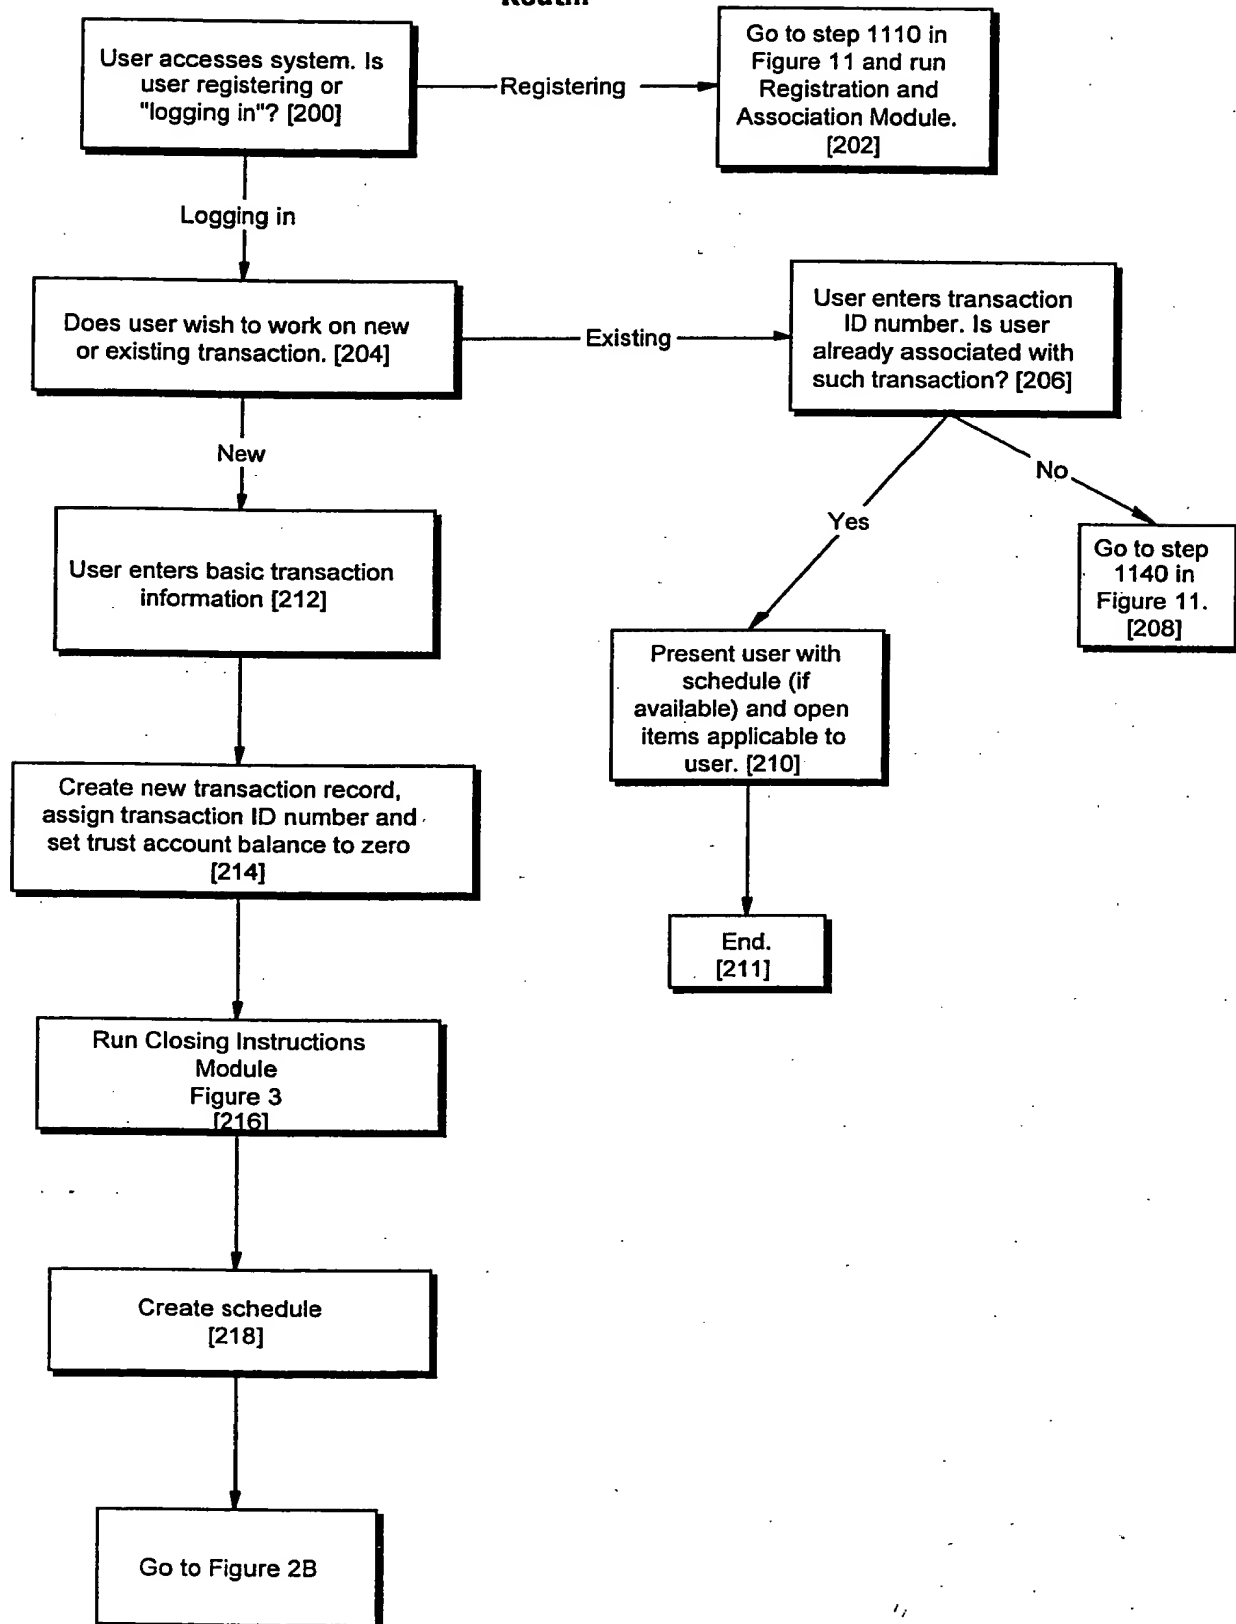 User accesses system. Is
user registering or
"logging in"? [200]
Registering
Go to step 1110 in
Figure 11 and run
Registration and
Association Module.
[202]
Logging in
Does user wish to work on new
or existing transaction. [204]
Existing
User enters transaction
ID number. Is user
already associated with
such transaction? [206]
New
No
Yes
User enters basic transaction
information [212]
Go to step
1140 in
Figure 11.
[208]
Present user with
schedule (if
available) and open
items applicable to
user. [210]
Create new transaction record,
assign transaction ID number and
set trust account balance to zero
[214]
End.
[211]
Run Closing Instructions
Module
Figure 3
[216]
Create schedule
[218]
Go to Figure 2B